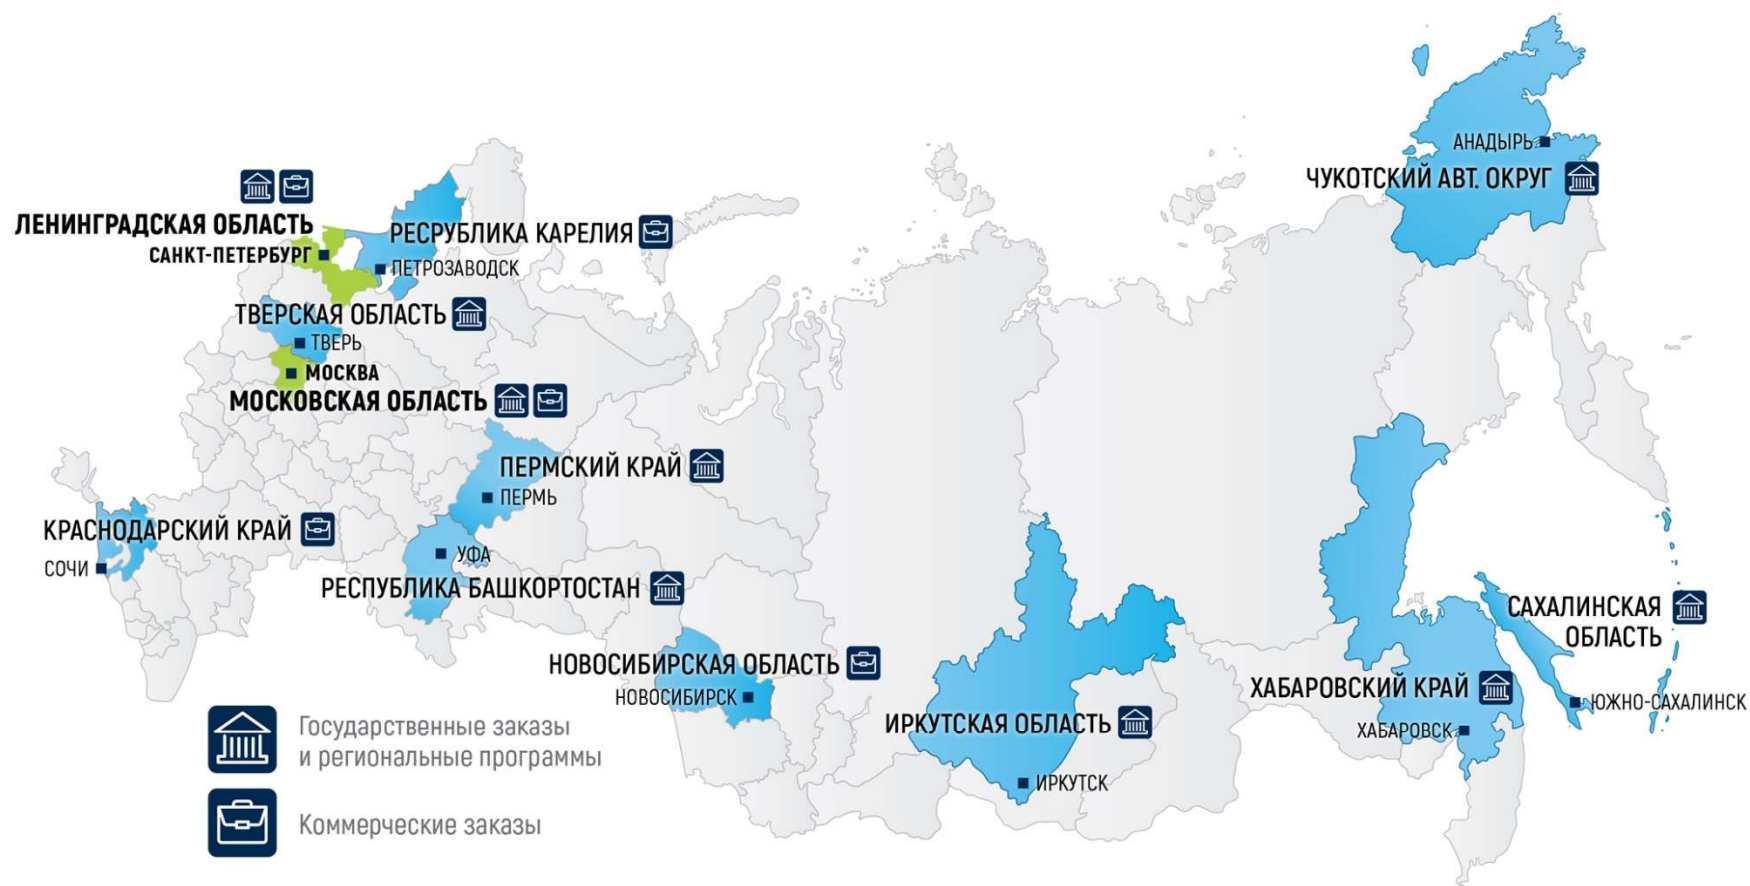 АНАДЫРЬ
ЧУКОТСКИЙ АВТ. ОКРУГ
ЛЕНИНГРАДСКАЯ ОБЛАСТЬ
САНКТ-ПЕТЕРБУРГ
РЕСРУБЛИКА КАРЕЛИЯ
ПЕТРОЗАВОДСК
ТВЕРСКАЯ ОБЛАСТЬ
ТВЕРЬ
МОСКВА
МОСКОВСКАЯ ОБЛАСТЬ
ПЕРМСКИЙ КРАЙ
ПЕРМЬ
КРАСНОДАРСКИЙ КРАЙ
СОЧИ
УФА
РЕСПУБЛИКА БАШКОРТОСТАН
САХАЛИНСКАЯ
ОБЛАСТЬ
ЮЖНО-САХАЛИНСК
НОВОСИБИРСКАЯ ОБЛАСТЬ
НОВОСИБИРСК
ХАБАРОВСКИЙ КРАЙ
ХАБАРОВСК
ИРКУТСКАЯ ОБЛАСТЬ
ИРКУТСК
Государственные заказы
и региональные программы
Коммерческие заказы